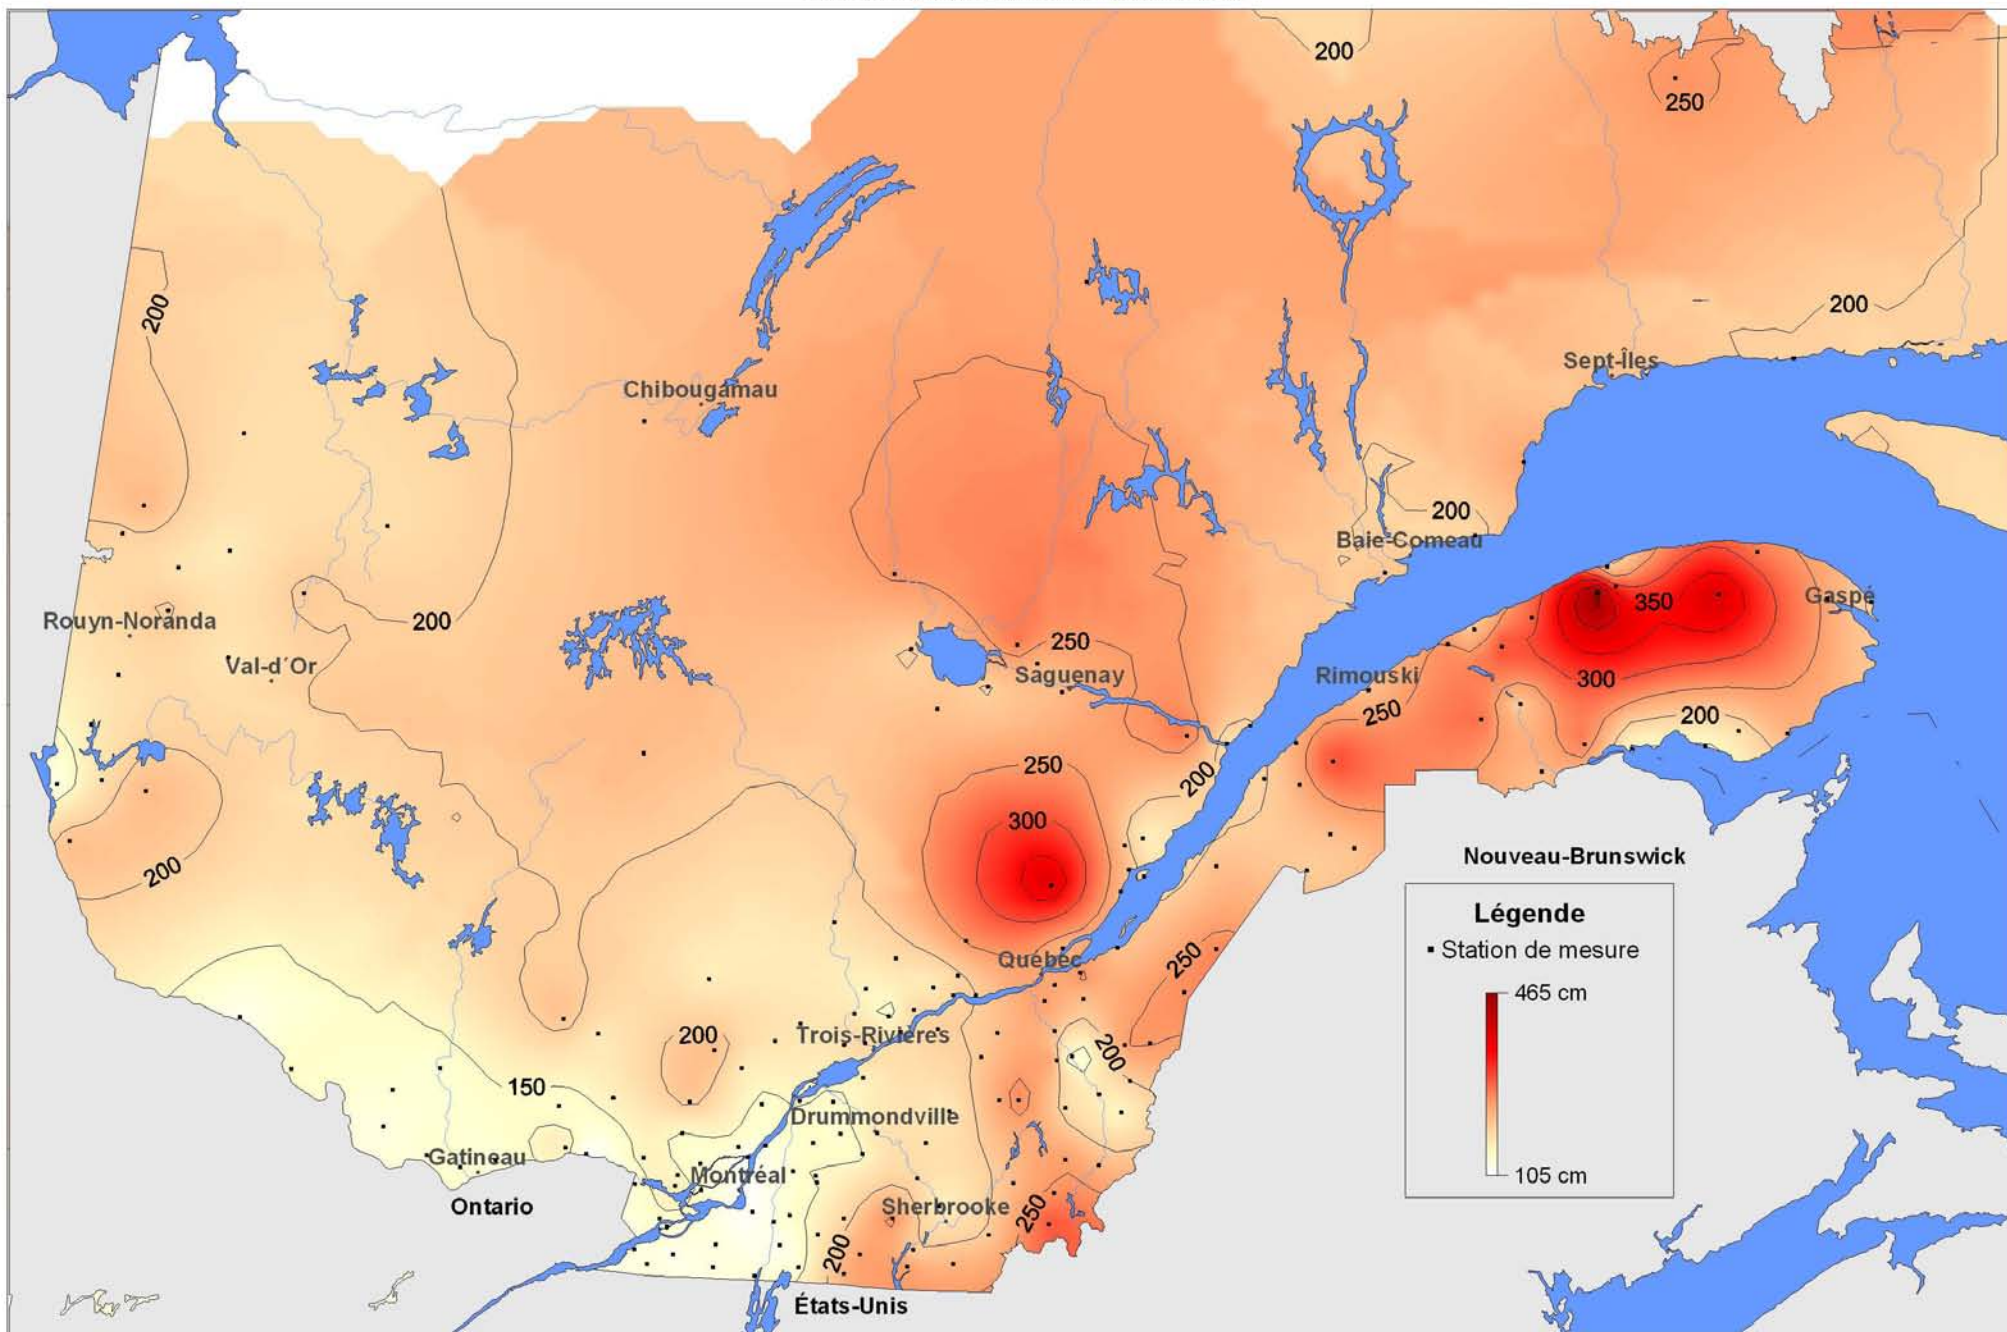 200
250
200
200
Sept-Îles
Chibougamau
200
Baie-Comeau
Gaspé
350
Rouyn-Noranda
200
250
Val-d´Or
Saguenay
Rimouski
300
250
200
250
200
300
200
Nouveau-Brunswick
Légende
Station de mesure
465 cm
105 cm
Québec
250
200
Trois-Rivières
200
150
Drummondville
Gatineau
Montréal
Ontario
Sherbrooke
250
200
États-Unis